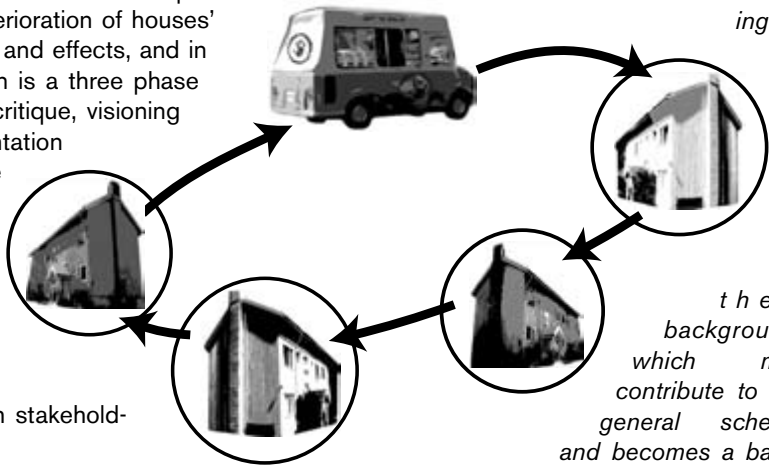 erioration of houses'
and effects, and in
is a three phase
critique, visioning
ntation
stakehold-
ing
t h e
backgrou
which
contribute to
general sche
and becomes a ba